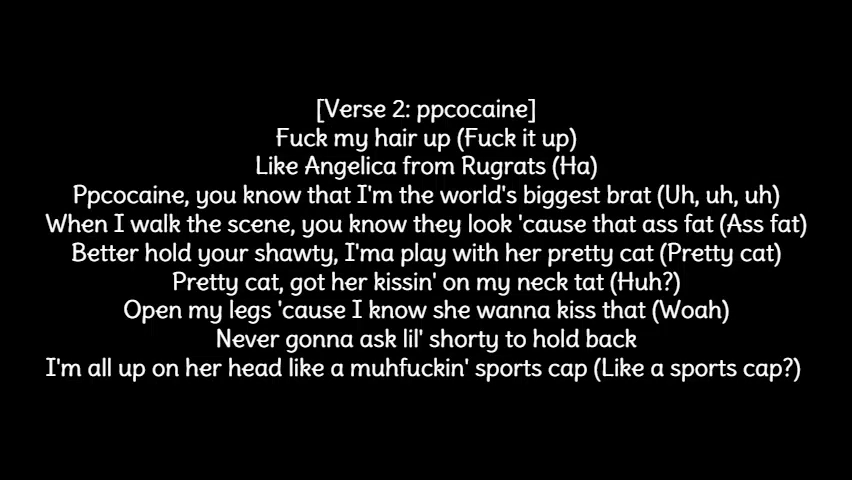 [Verse 2: ppcocaine]
Fuck my hair up (Fuck it up)
Like Angelica from Rugrats (Ha)
Ppcocaine, you know that I'm the world's biggest brat (Uh, uh, uh)
When I walk the scene, you know they look 'cause that ass fat (Ass fat)
Better hold your shawty, I'ma play with her pretty cat (Pretty cat)
Pretty cat, got her kissin' on my neck tat (Huh?)
Open my legs 'cause I know she wanna kiss that (Woah)
Never gonna ask lil' shorty to hold back
I'm all up on her head like a muhfuckin' sports cap (Like a sports cap?)